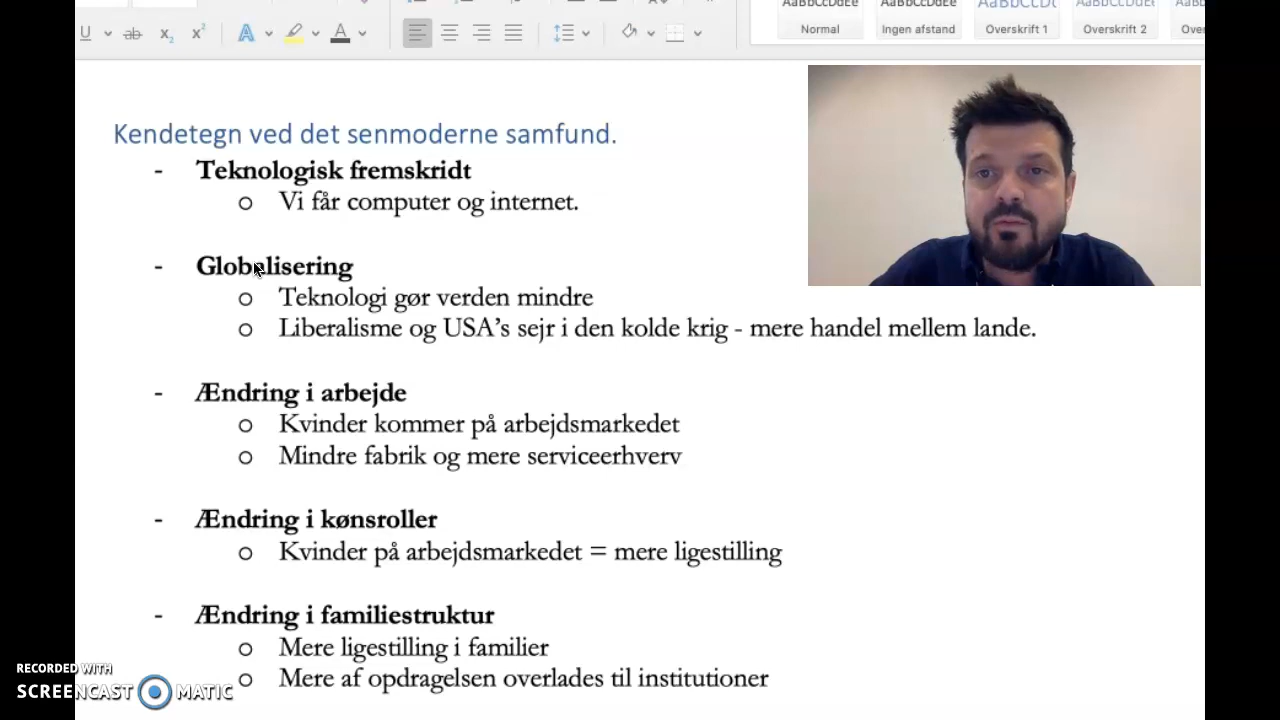 U ab x₂ x² A A
AaBbCcDdEe AaBbCcDdEe AaBbCcDc AaBbCcDdEe
Normal Ingen afstand Overskrift 1 Overskrift 2
Kendetegn ved det senmoderne samfund.
- Teknologisk fremskridt
o Vi får computer og internet.
- Globalisering
o Teknologi gør verden mindre
o Liberalisme og USA’s sejr i den kolde krig - mere handel mellem lande.
- Ændring i arbejde
o Kvinder kommer på arbejdsmarkedet
o Mindre fabrik og mere serviceerhverv
- Ændring i kønsroller
o Kvinder på arbejdsmarkedet = mere ligestilling
- Ændring i familiestruktur
o Mere ligestilling i familier
o Mere af opdragelsen overlades til institutioner
RECORDED WITH
SCREENCAST MATIC